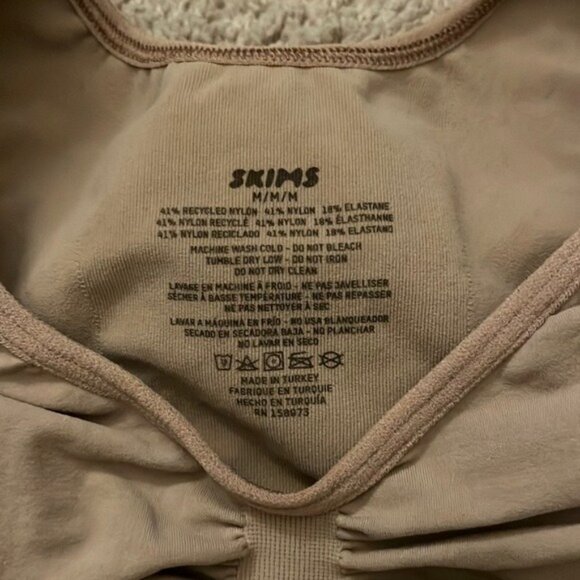 SKIMS
M/M/M
41% RECYCLED NYLON 41% NYLON 18% ELASTANE
41% NYLON RECYCLÉ 41% NYLON 18% ÉLASTHANNE
41% NYLON RECICLADO 41% NYLON 18% ELASTANO
MACHINE WASH COLD - DO NOT BLEACH
TUMBLE DRY LOW - DO NOT IRON
DO NOT DRY CLEAN
LAVAGE EN MACHINE À FROID - NE PAS JAVELLISER
SÉCHER À BASSE TEMPÉRATURE - NE PAS REPASSER
NE PAS NETTOYER À SEC
LAVAR A MÁQUINA EN FRÍO - NO USA BLANQUEADOR
SECADO EN SECADORA BAJA - NO PLANCHAR
NO LAVAR EN SECO
MADE IN TURKEY
FABRIQUE EN TURQUIE
HECHO EN TURQUÍA
RN 158973